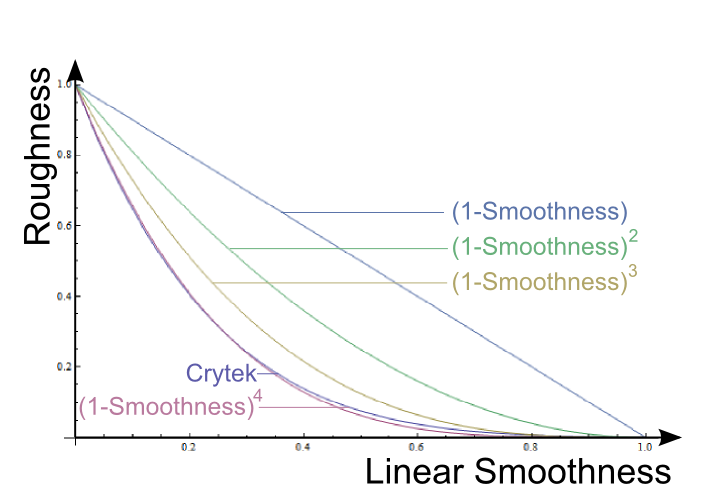 Roughness
1.0
0.8
0.6
0.4
0.2
(1-Smoothness)
(1-Smoothness)²
(1-Smoothness)³
Crytek
(1-Smoothness)⁴
0.2 0.4 0.6 0.8 1.0
Linear Smoothness